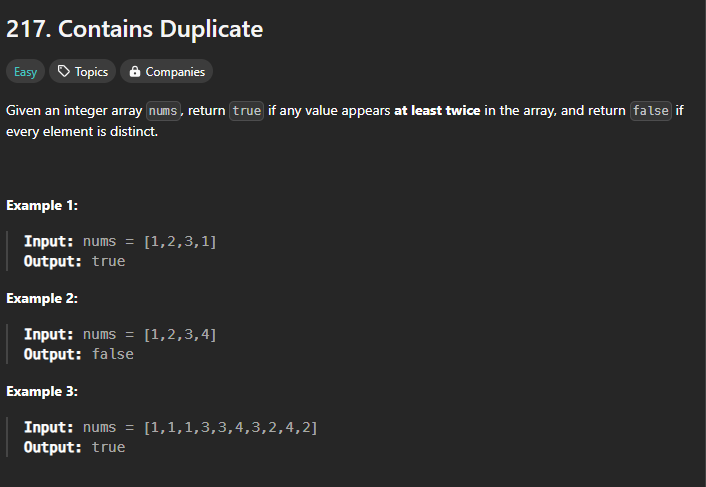 217. Contains Duplicate
Easy Topics Companies
Given an integer array nums, return true if any value appears at least twice in the array, and return false if
every element is distinct.
Example 1:
Input: nums = [1,2,3,1]
Output: true
Example 2:
Input: nums = [1,2,3,4]
Output: false
Example 3:
Input: nums = [1,1,1,3,3,4,3,2,4,2]
Output: true